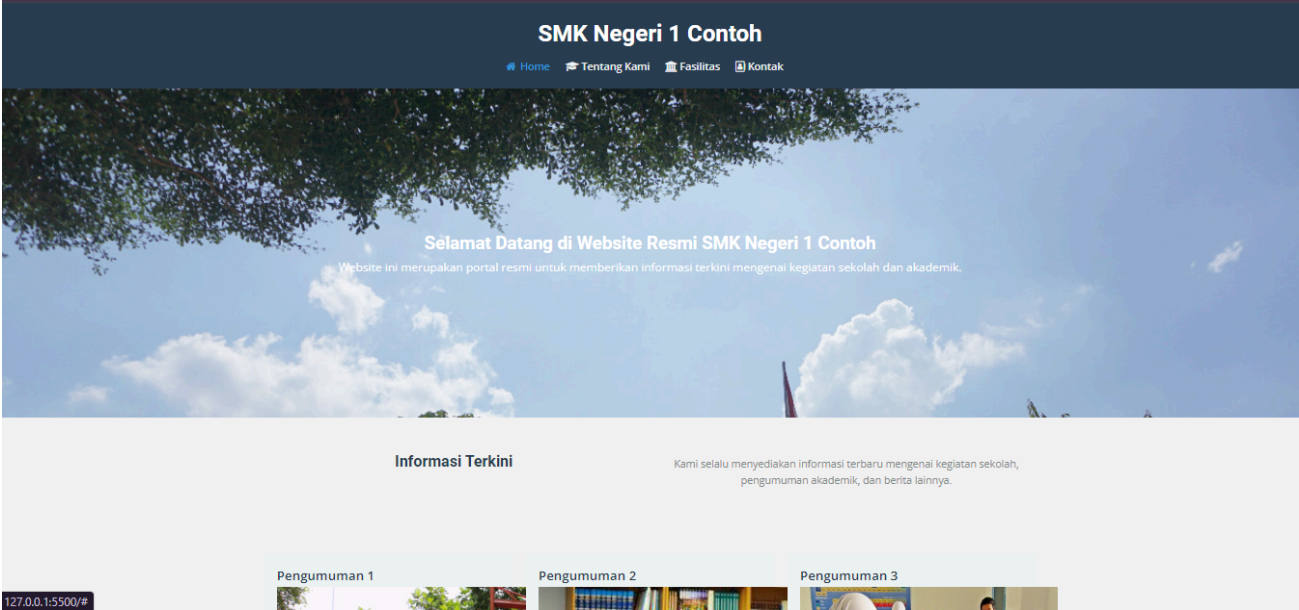 SMK Negeri 1 Contoh
Home Tentang Kami Fasilitas Kontak
Selamat Datang di Website Resmi SMK Negeri 1 Contoh
Website ini merupakan portal resmi untuk memberikan informasi terkini mengenai kegiatan sekolah dan akademik.
Informasi Terkini
Kami selalu menyediakan informasi terbaru mengenai kegiatan sekolah,
pengumuman akademik, dan berita lainnya.
Pengumuman 1
Pengumuman 2
Pengumuman 3
127.0.0.1:5500/#